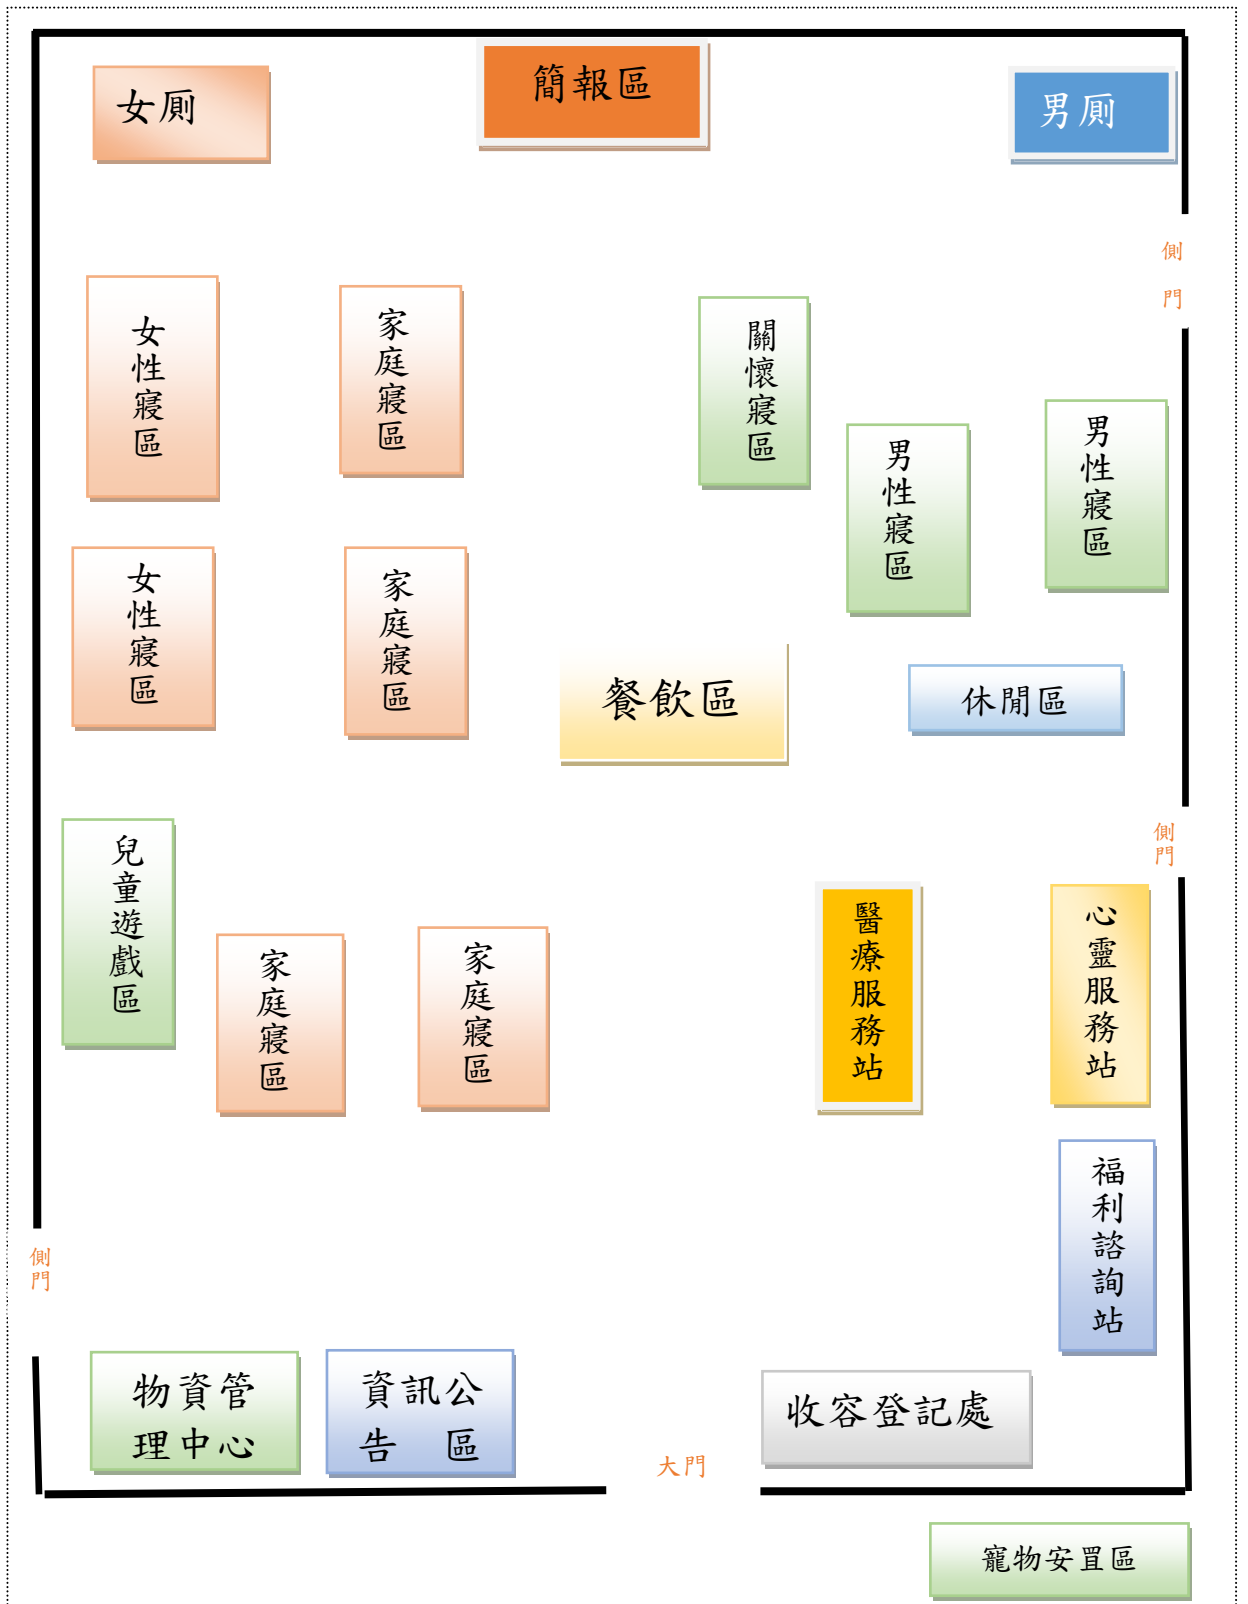 女厠
簡報區
男厠
側門
女性寢區
家庭寢區
關懷寢區
男性寢區
男性寢區
女性寢區
家庭寢區
餐飲區
休閒區
側門
兒童遊戲區
家庭寢區
家庭寢區
醫療服務站
心靈服務站
福利諮詢站
側門
物資管
理中心
資訊公
告 區
收容登記處
大門
寵物安置區